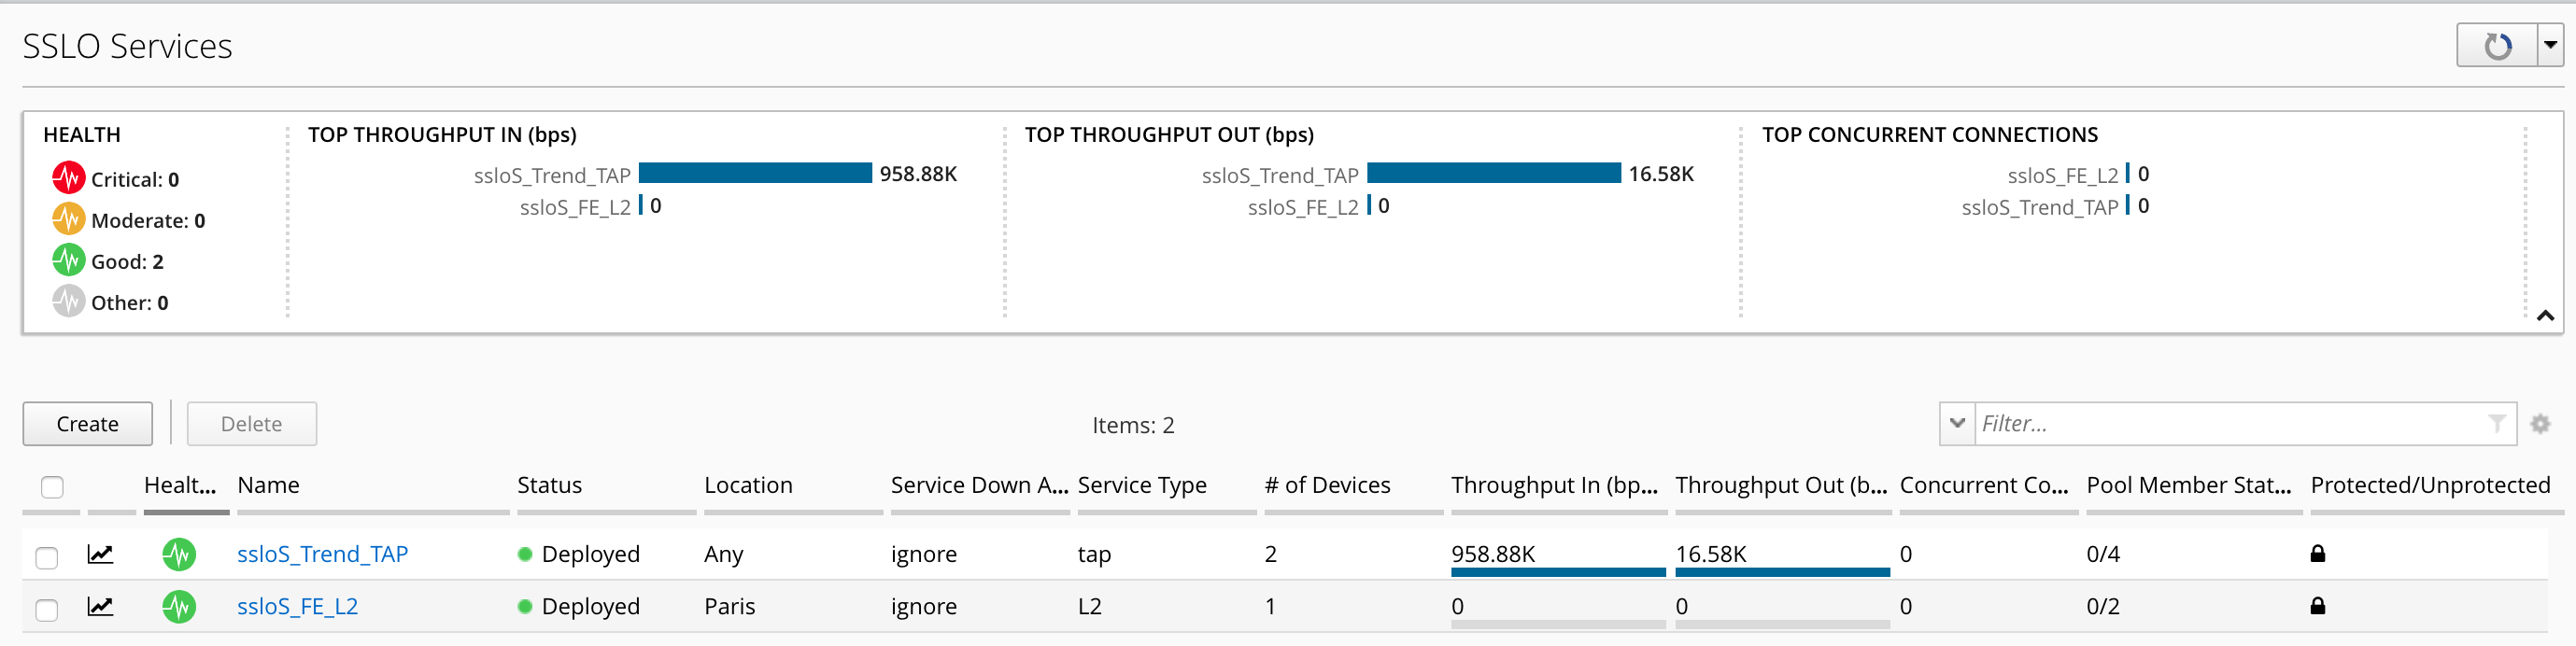 SSLO Services
HEALTH
Critical: 0
Moderate: 0
Good: 2
Other: 0
TOP THROUGHPUT IN (bps)
ssloS_Trend_TAP 958.88K
ssloS_FE_L2 0
TOP THROUGHPUT OUT (bps)
ssloS_Trend_TAP 16.58K
ssloS_FE_L2 0
TOP CONCURRENT CONNECTIONS
ssloS_FE_L2 0
ssloS_Trend_TAP 0
Create Delete Items: 2 Filter...
Healt... Name Status Location Service Down A... Service Type # of Devices Throughput In (bp... Throughput Out (b... Concurrent Co... Pool Member Stat... Protected/Unprotected
ssloS_Trend_TAP Deployed Any ignore tap 2 958.88K 16.58K 0 0/4
ssloS_FE_L2 Deployed Paris ignore L2 1 0 0 0 0/2